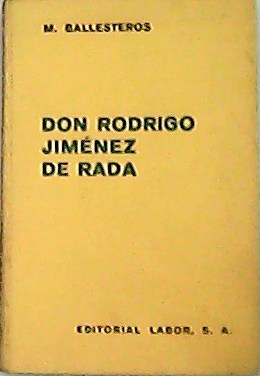 M. BALLESTEROS
DON RODRIGO
JIMÉNEZ
DE RADA
EDITORIAL LABOR, S. A.